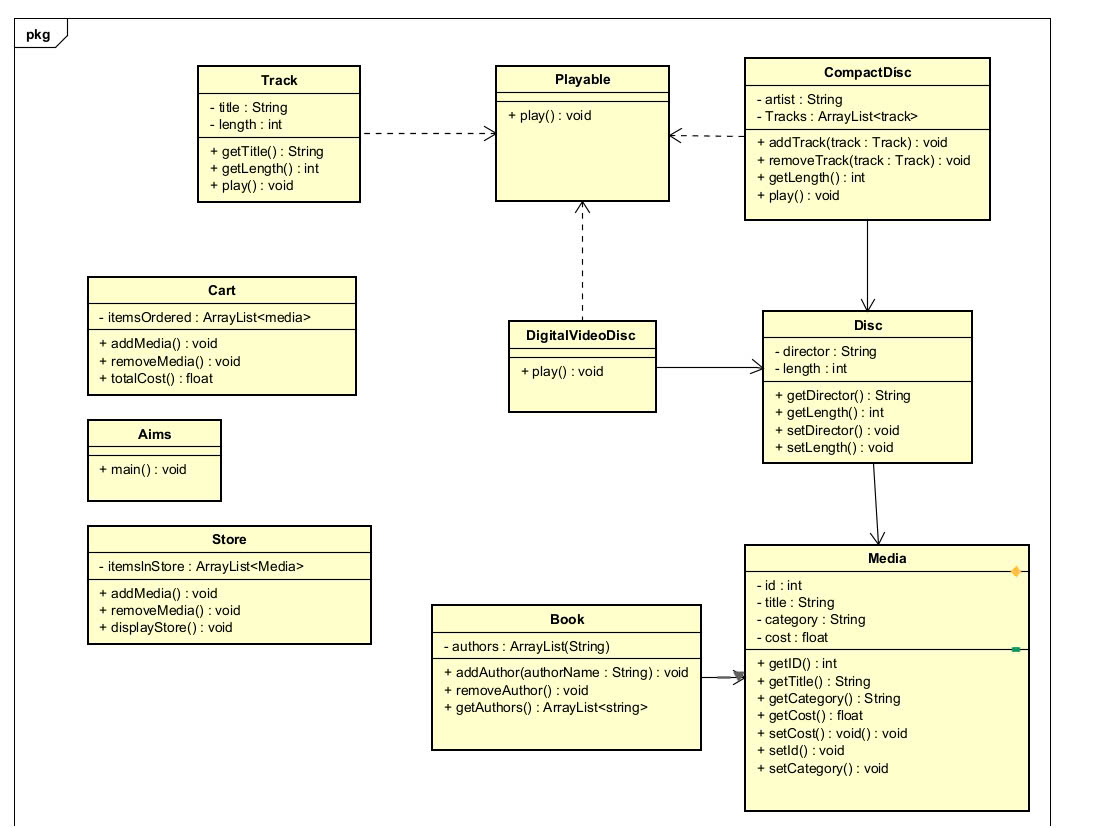 pkg
Track
- title : String
- length : int
+ getTitle() : String
+ getLength() : int
+ play() : void
Playable
+ play() : void
CompactDisc
- artist : String
- Tracks : ArrayList<track>
+ addTrack(track : Track) : void
+ removeTrack(track : Track) : void
+ getLength() : int
+ play() : void
Cart
- itemsOrdered : ArrayList<media>
+ addMedia() : void
+ removeMedia() : void
+ totalCost() : float
DigitalVideoDisc
+ play() : void
Disc
- director : String
- length : int
+ getDirector() : String
+ getLength() : int
+ setDirector() : void
+ setLength() : void
Aims
+ main() : void
Store
- itemsInStore : ArrayList<Media>
+ addMedia() : void
+ removeMedia() : void
+ displayStore() : void
Book
- authors : ArrayList(String)
+ addAuthor(authorName : String) : void
+ removeAuthor() : void
+ getAuthors() : ArrayList<string>
Media
- id : int
- title : String
- category : String
- cost : float
+ getID() : int
+ getTitle() : String
+ getCategory() : String
+ getCost() : float
+ setCost() : void() : void
+ setId() : void
+ setCategory() : void